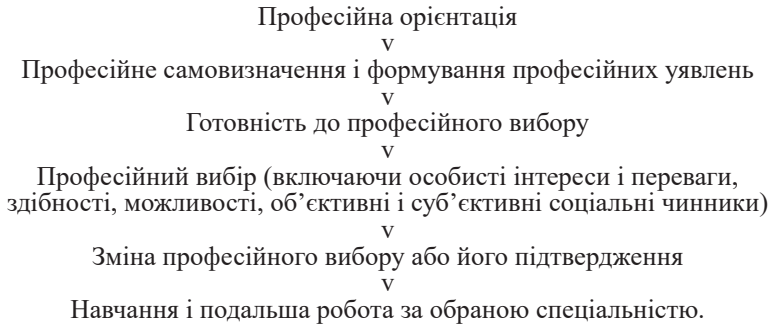 Професійна орієнтація
v
Професійне самовизначення і формування професійних уявлень
v
Готовність до професійного вибору
v
Професійний вибір (включаючи особисті інтереси і переваги,
здібності, можливості, об’єктивні і суб’єктивні соціальні чинники)
v
Зміна професійного вибору або його підтвердження
v
Навчання і подальша робота за обраною спеціальністю.